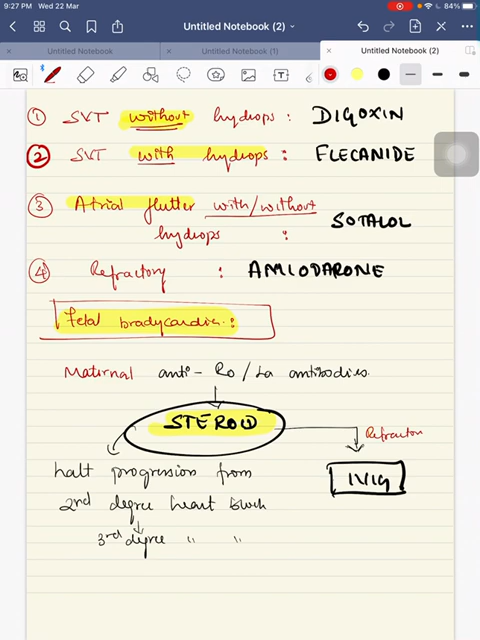 9:27 PM Wed 22 Mar
84%
Untitled Notebook (2)
Untitled Notebook
Untitled Notebook (1)
Untitled Notebook (2)
① SVT without hydrops : DIGOXIN
② SVT with hydrops : FLECANIDE
③ Atrial flutter with/without
hydrops : SOTALOL
④ Refractory : AMIODARONE
Fetal bradycardia :
Maternal anti - Ro / La antibodies.
STEROID
Refractory
halt progression from
IVIG
2nd degree heart block
3rd degree " "